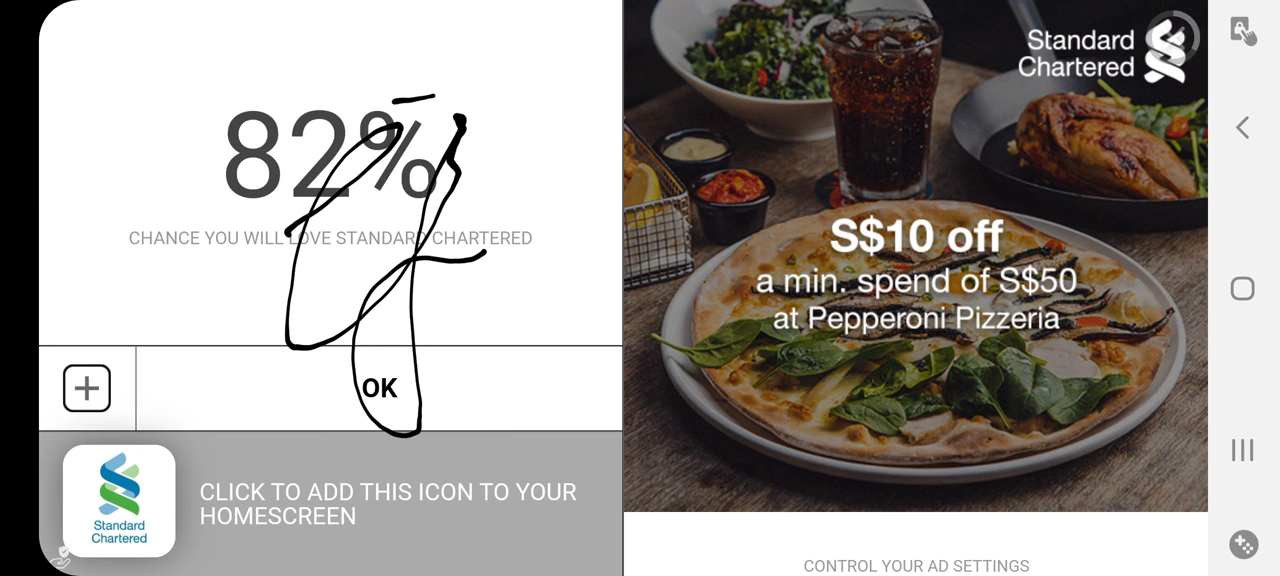 82%
CHANCE YOU WILL LOVE STANDARD CHARTERED
OK
Standard
Chartered
CLICK TO ADD THIS ICON TO YOUR
HOMESCREEN
Standard
Chartered
S$10 off
a min. spend of S$50
at Pepperoni Pizzeria
CONTROL YOUR AD SETTINGS